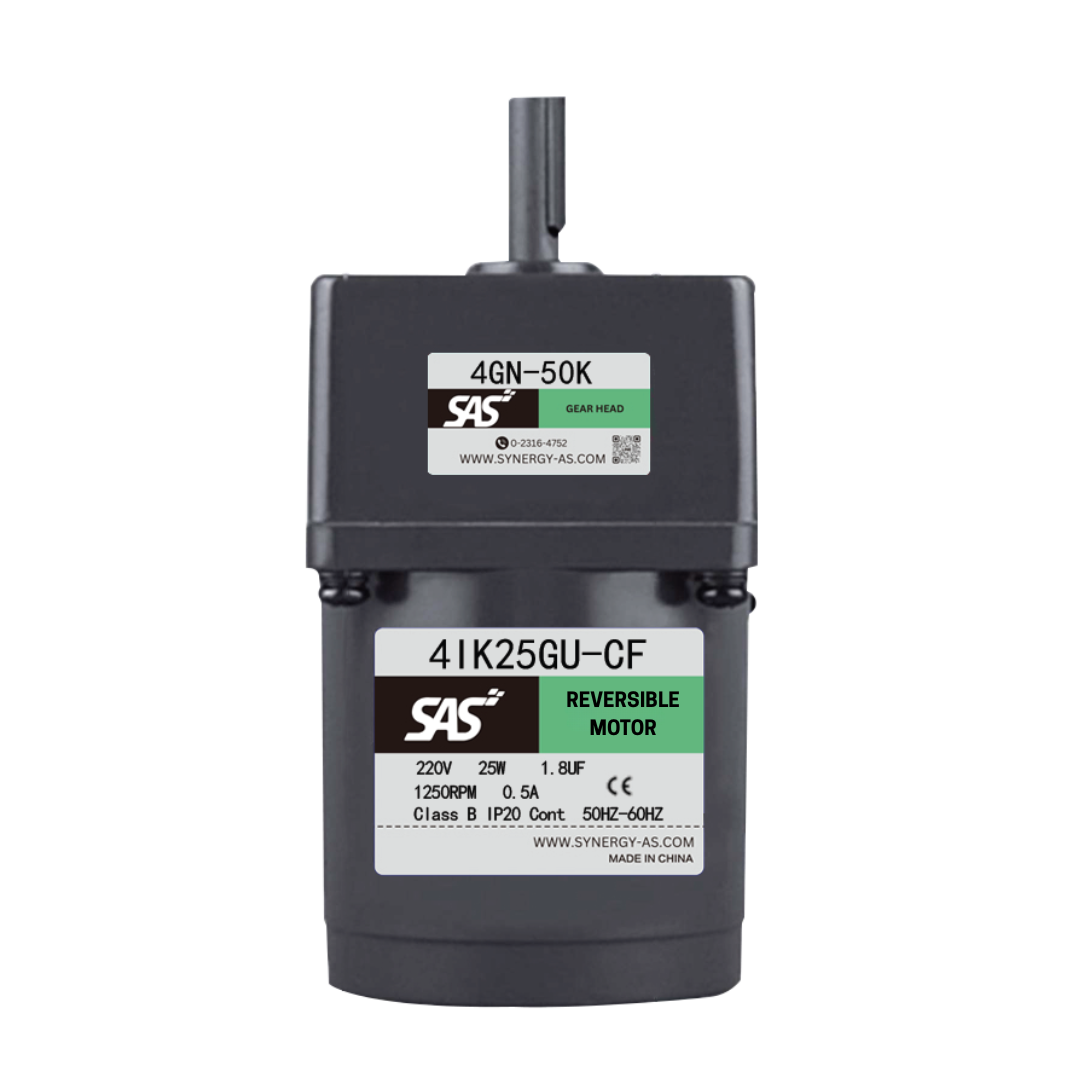 4GN-50K
SAS
GEAR HEAD
0-2316-4752
WWW.SYNERGY-AS.COM
4IK25GU-CF
SAS
REVERSIBLE
MOTOR
220V 25W 1.8UF
1250RPM 0.5A
CE
Class B IP20 Cont 50HZ-60HZ
WWW.SYNERGY-AS.COM
MADE IN CHINA